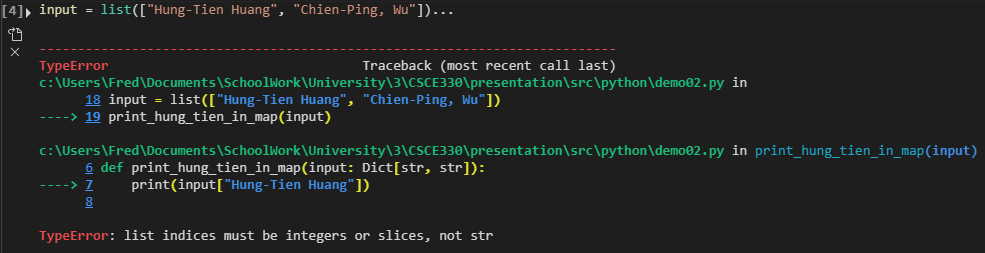 [4] input = list(["Hung-Tien Huang", "Chien-Ping, Wu"])...
---------------------------------------------------------------------------
TypeError                                 Traceback (most recent call last)
c:\Users\Fred\Documents\SchoolWork\University\3\CSCE330\presentation\src\python\demo02.py in
      18 input = list(["Hung-Tien Huang", "Chien-Ping, Wu"])
----> 19 print_hung_tien_in_map(input)
c:\Users\Fred\Documents\SchoolWork\University\3\CSCE330\presentation\src\python\demo02.py in print_hung_tien_in_map(input)
      6 def print_hung_tien_in_map(input: Dict[str, str]):
----> 7     print(input["Hung-Tien Huang"])
      8
TypeError: list indices must be integers or slices, not str